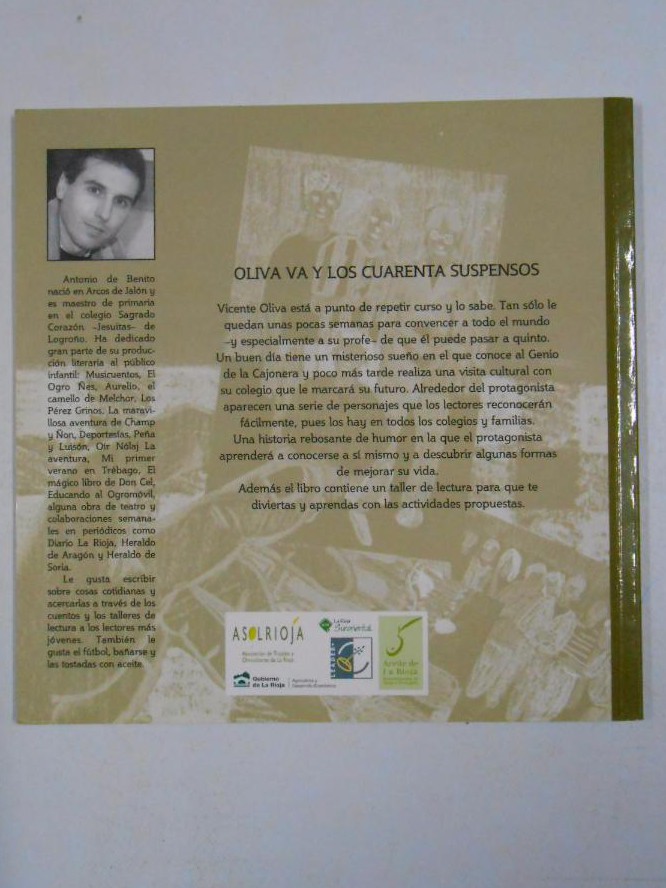 Antonio de Benito
nació en Arcos de Jalón y
es maestro de primaria
en el colegio Sagrado
Corazón –Jesuitas– de
Logroño. Ha dedicado
gran parte de su produc-
ción literaria al público
infantil: Musicuentos, El
Ogro Ñes, Aurelio, el
camello de Melchor, Los
Pérez Grinos, La maravi-
llosa aventura de Champ
y Ñon, Deportesías, Peña
y Luisón, Oir Nólaj La
aventura, Mi primer
verano en Trébago, El
mágico libro de Don Cel,
Educando al Ogromóvil,
alguna obra de teatro y
colaboraciones semana-
les en periódicos como
Diario La Rioja, Heraldo
de Aragón y Heraldo de
Soria.
Le gusta escribir
sobre cosas cotidianas y
acercarlas a través de los
cuentos y los talleres de
lectura a los lectores más
jóvenes. También le
gusta el fútbol, bañarse y
las tostadas con aceite.
OLIVA VA Y LOS CUARENTA SUSPENSOS
Vicente Oliva está a punto de repetir curso y lo sabe. Tan sólo le
quedan unas pocas semanas para convencer a todo el mundo
–y especialmente a su profe– de que él puede pasar a quinto.
Un buen día tiene un misterioso sueño en el que conoce al Genio
de la Cajonera y poco más tarde realiza una visita cultural con
su colegio que le marcará su futuro. Alrededor del protagonista
aparecen una serie de personajes que los lectores reconocerán
fácilmente, pues los hay en todos los colegios y familias.
Una historia rebosante de humor en la que el protagonista
aprenderá a conocerse a sí mismo y a descubrir algunas formas
de mejorar su vida.
Además el libro contiene un taller de lectura para que te
diviertas y aprendas con las actividades propuestas.
ASOLRIOJA
La Rioja
Suroriental
LEADER+
Aceite de
La Rioja
Gobierno
de La Rioja